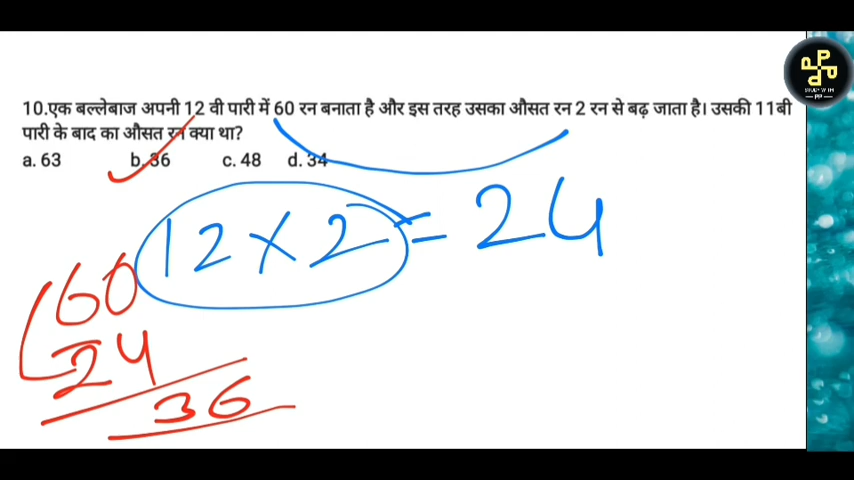 10.एक बल्लेबाज अपनी 12 वी पारी में 60 रन बनाता है और इस तरह उसका औसत रन 2 रन से बढ़ जाता है। उसकी 11बी
पारी के बाद का औसत रन क्या था?
a. 63 b. 36 c. 48 d. 34
12 × 2 = 24
60
24
36